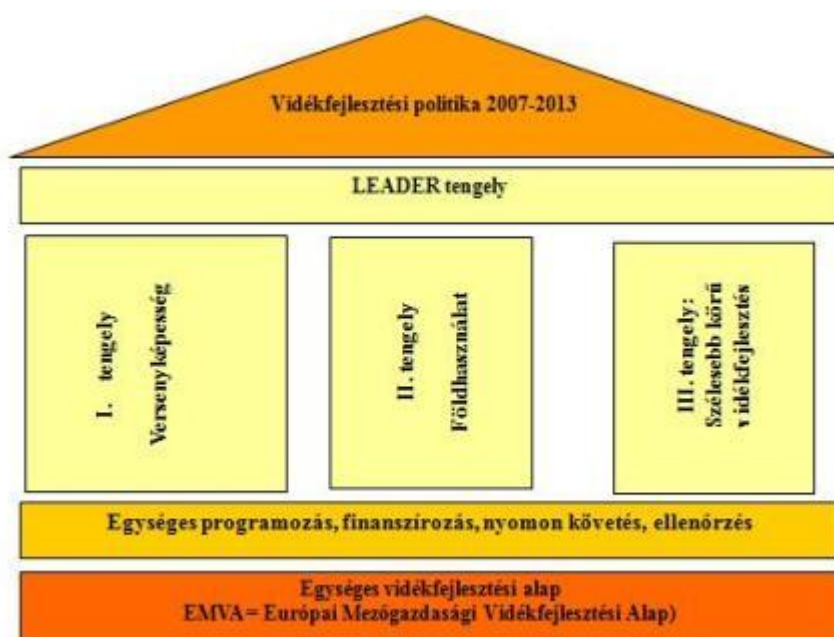 Vidékfejlesztési politika 2007-2013
LEADER tengely
I. tengely
Versenyképesség
II. tengely
Földhasználat
III. tengely:
Szélesebb körű
vidékfejlesztés
Egységes programozás, finanszírozás, nyomon követés, ellenőrzés
Egységes vidékfejlesztési alap
EMVA= Európai Mezőgazdasági Vidékfejlesztési Alap)